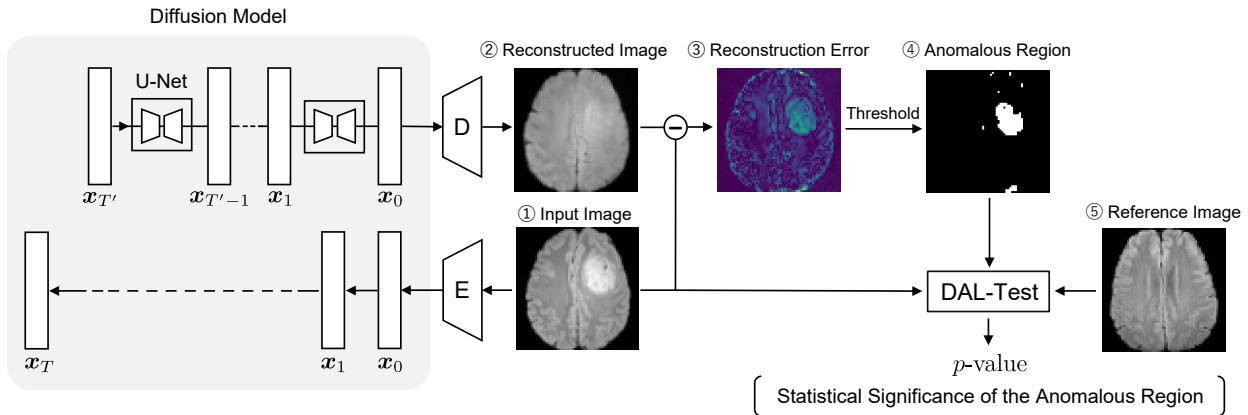 Diffusion Model
② Reconstructed Image
③ Reconstruction Error
④ Anomalous Region
U-Net
D
Threshold
x_{T'}
x_{T'-1}
x_1
x_0
① Input Image
⑤ Reference Image
E
DAL-Test
x_T
x_1
x_0
p-value
Statistical Significance of the Anomalous Region